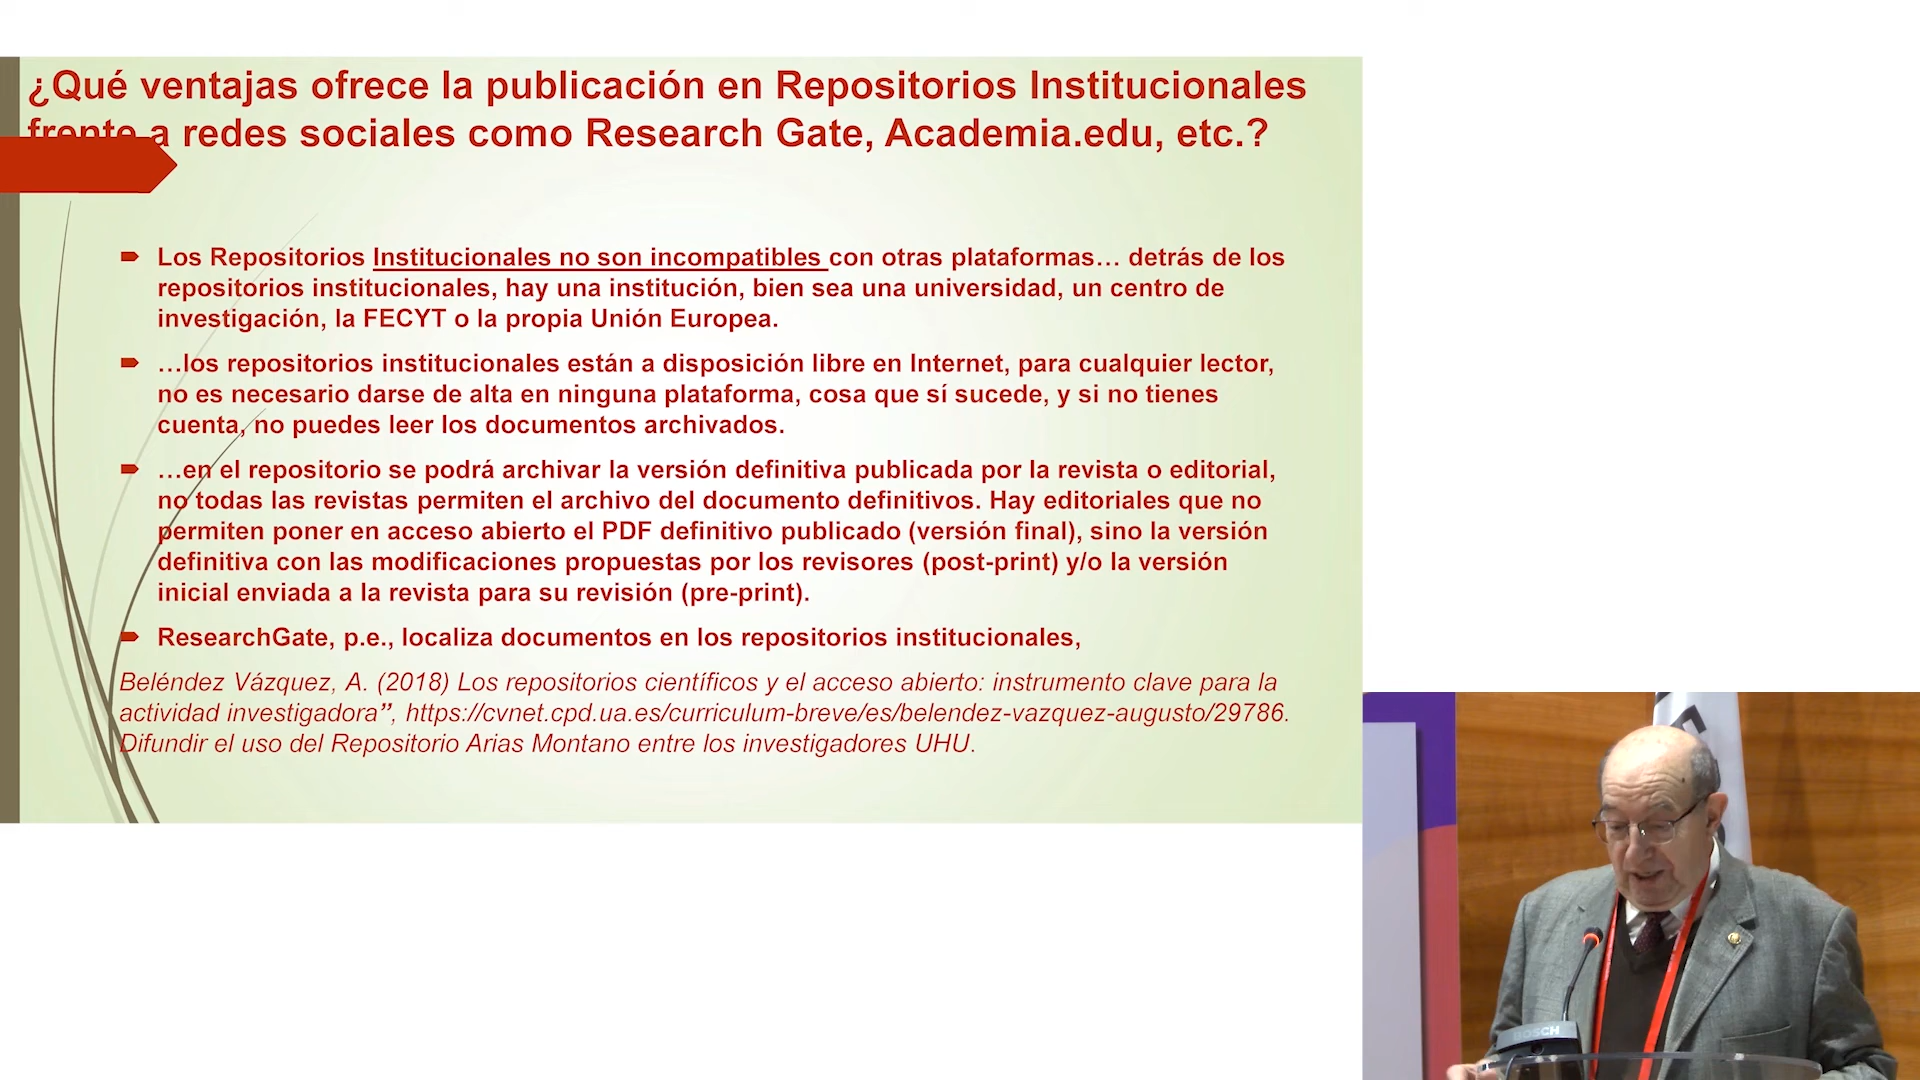 ¿Qué ventajas ofrece la publicación en Repositorios Institucionales
frente a redes sociales como Research Gate, Academia.edu, etc.?
Los Repositorios Institucionales no son incompatibles con otras plataformas… detrás de los
repositorios institucionales, hay una institución, bien sea una universidad, un centro de
investigación, la FECYT o la propia Unión Europea.
…los repositorios institucionales están a disposición libre en Internet, para cualquier lector,
no es necesario darse de alta en ninguna plataforma, cosa que sí sucede, y si no tienes
cuenta, no puedes leer los documentos archivados.
…en el repositorio se podrá archivar la versión definitiva publicada por la revista o editorial,
no todas las revistas permiten el archivo del documento definitivos. Hay editoriales que no
permiten poner en acceso abierto el PDF definitivo publicado (versión final), sino la versión
definitiva con las modificaciones propuestas por los revisores (post-print) y/o la versión
inicial enviada a la revista para su revisión (pre-print).
ResearchGate, p.e., localiza documentos en los repositorios institucionales,
Beléndez Vázquez, A. (2018) Los repositorios científicos y el acceso abierto: instrumento clave para la
actividad investigadora”, https://cvnet.cpd.ua.es/curriculum-breve/es/belendez-vazquez-augusto/29786.
Difundir el uso del Repositorio Arias Montano entre los investigadores UHU.
BOSCH